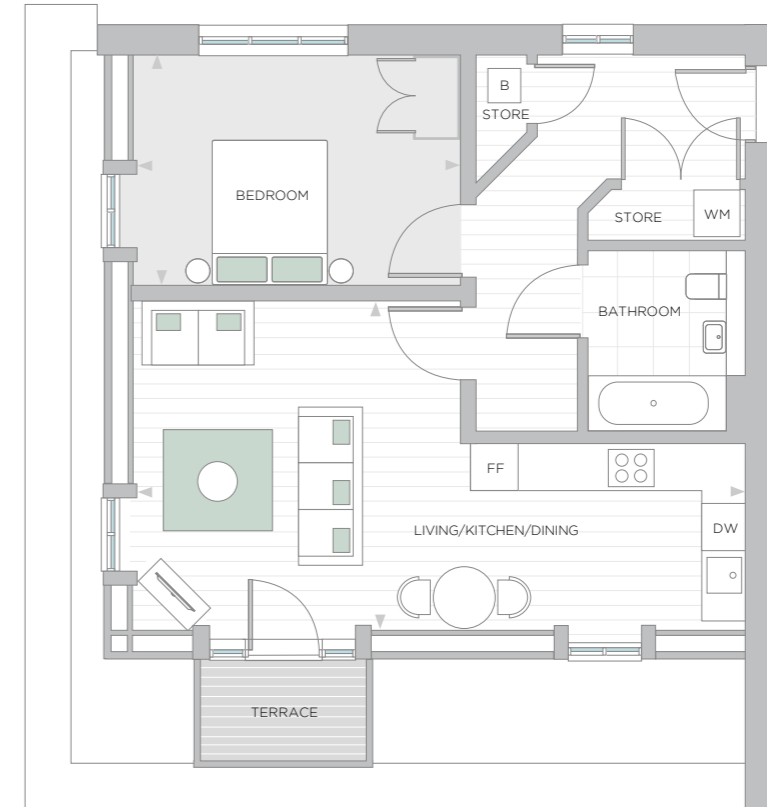 B
STORE
BEDROOM
STORE
WM
BATHROOM
FF
LIVING/KITCHEN/DINING
DW
TERRACE